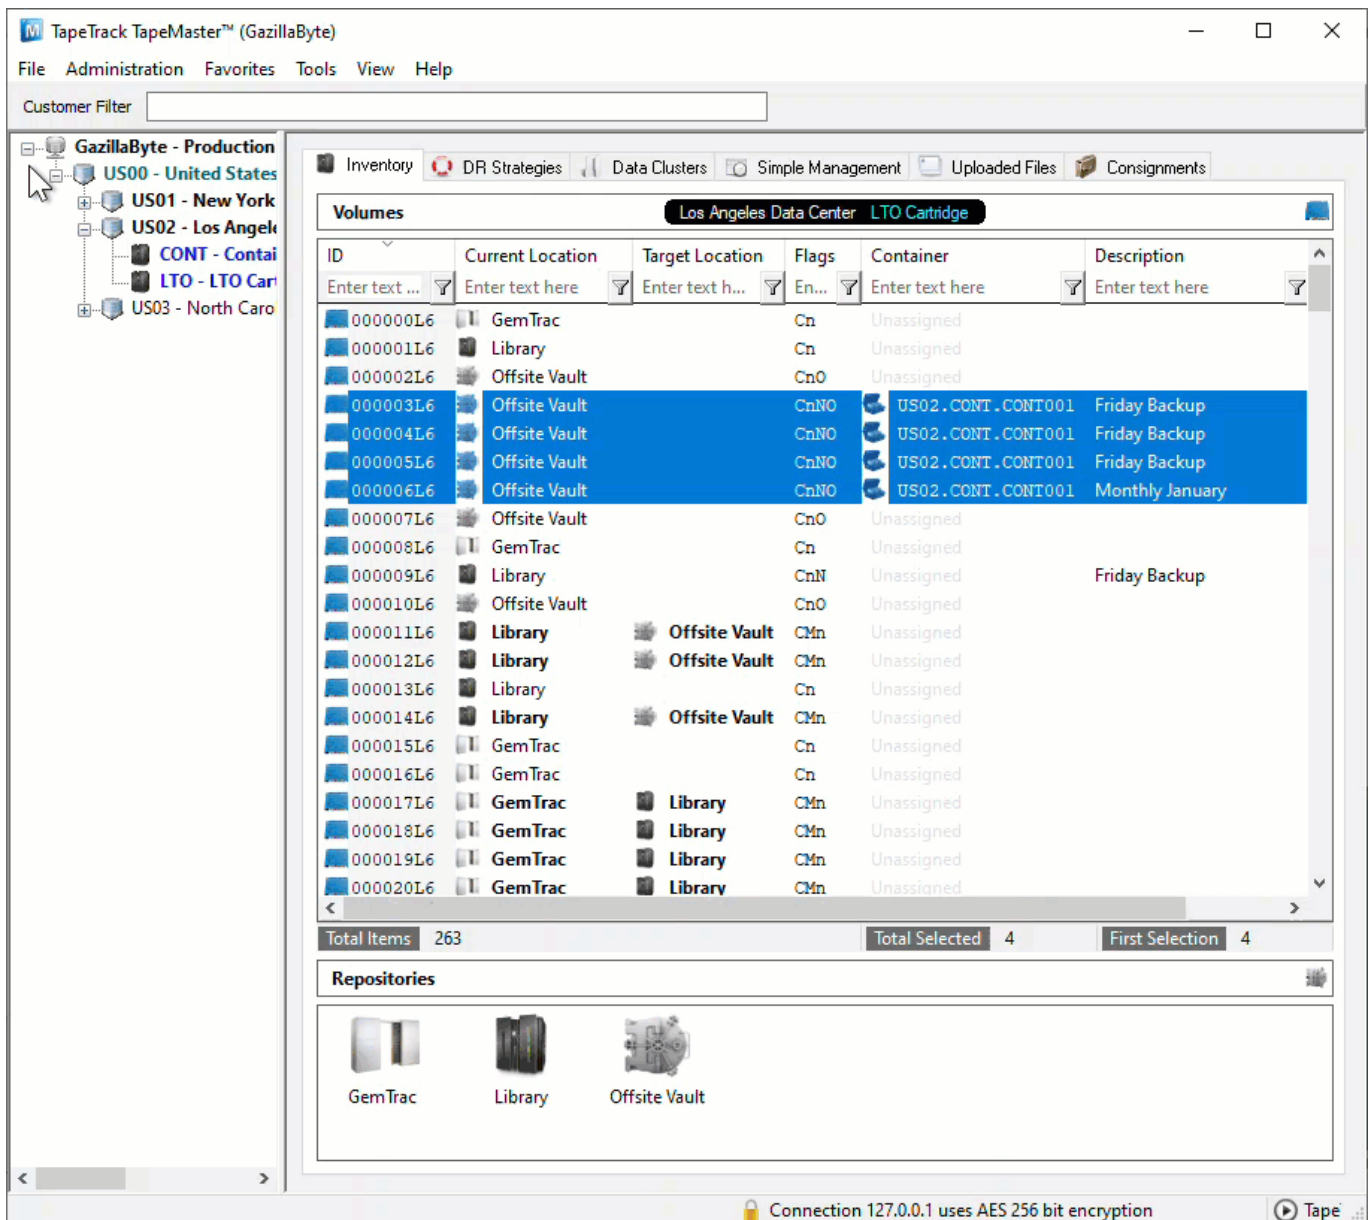 TapeTrack TapeMaster™ (GazillaByte)
File Administration Favorites Tools View Help
Customer Filter
GazillaByte - Production
US00 - United States
US01 - New York
US02 - Los Angele
CONT - Contai
LTO - LTO Car
US03 - North Caro
Inventory DR Strategies Data Clusters Simple Management Uploaded Files Consignments
Volumes Los Angeles Data Center LTO Cartridge
ID Current Location Target Location Flags Container Description
Enter text ... Enter text here Enter text h... En... Enter text here Enter text here
000000L6 GemTrac Cn Unassigned
000001L6 Library Cn Unassigned
000002L6 Offsite Vault CnO Unassigned
000003L6 Offsite Vault CnNO US02.CONT.CONT001 Friday Backup
000004L6 Offsite Vault CnNO US02.CONT.CONT001 Friday Backup
000005L6 Offsite Vault CnNO US02.CONT.CONT001 Friday Backup
000006L6 Offsite Vault CnNO US02.CONT.CONT001 Monthly January
000007L6 Offsite Vault CnO Unassigned
000008L6 GemTrac Cn Unassigned
000009L6 Library CnN Unassigned Friday Backup
000010L6 Offsite Vault CnO Unassigned
000011L6 Library Offsite Vault CMn Unassigned
000012L6 Library Offsite Vault CMn Unassigned
000013L6 Library Cn Unassigned
000014L6 Library Offsite Vault CMn Unassigned
000015L6 GemTrac Cn Unassigned
000016L6 GemTrac Cn Unassigned
000017L6 GemTrac Library CMn Unassigned
000018L6 GemTrac Library CMn Unassigned
000019L6 GemTrac Library CMn Unassigned
000020L6 GemTrac Library CMn Unassigned
Total Items 263 Total Selected 4 First Selection 4
Repositories
GemTrac Library Offsite Vault
Connection 127.0.0.1 uses AES 256 bit encryption Tape